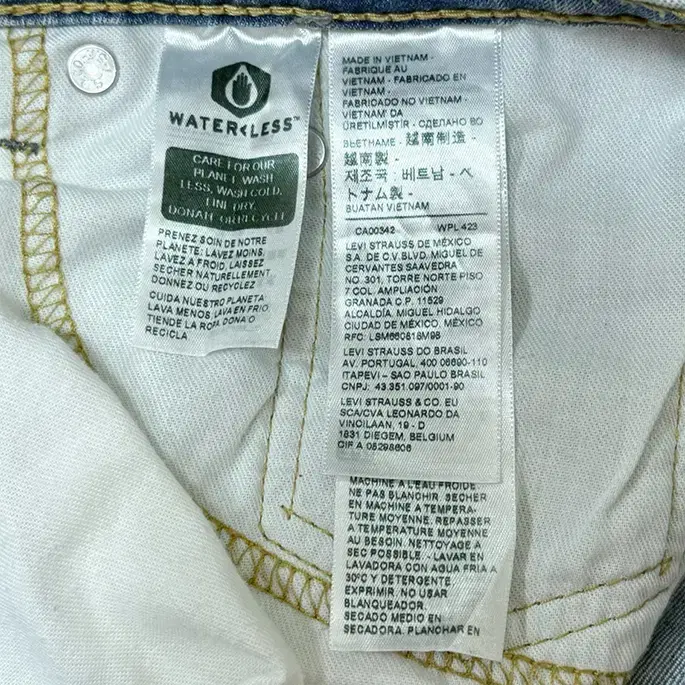 WATER<LESS™
CARE FOR OUR
PLANET. WASH
LESS, WASH COLD,
LINE DRY,
DONATE OR RECYCLE
PRENEZ SOIN DE NOTRE
PLANÈTE: LAVEZ MOINS,
LAVEZ A FROID, LAISSEZ
SECHER NATURELLEMENT,
DONNEZ OU RECYCLEZ
CUIDA NUESTRO PLANETA
LAVA MENOS, LAVA EN FRIO
TIENDE LA ROPA, DONA O
RECICLA
MADE IN VIETNAM -
FABRIQUE AU
VIETNAM - FABRICADO EN
VIETNAM -
FABRICADO NO VIETNAM -
VIETNAM' DA
ÜRETILMİSTİR - СДЕЛАНО ВО
ВЬЕТНАМЕ - 越南制造 -
越南製 -
제조국 : 베트남 - ベ
トナム製 -
BUATAN VIETNAM
CA00342 WPL 423
LEVI STRAUSS DE MÉXICO
S.A. DE C.V. BLVD. MIGUEL DE
CERVANTES SAAVEDRA
NO. 301, TORRE NORTE PISO
7 COL. AMPLIACIÓN
GRANADA C.P. 11529
ALCALDÍA. MIGUEL HIDALGO
CIUDAD DE MÉXICO, MÉXICO
RFC: LSM660818M98
LEVI STRAUSS DO BRASIL
AV. PORTUGAL, 400 06690-110
ITAPEVI – SAO PAULO BRASIL
CNPJ: 43.351.097/0001-90
LEVI STRAUSS & CO. EU
SCA/CVA LEONARDO DA
VINCILAAN, 19 - D
1831 DIEGEM, BELGIUM
CIF A 08298806
MACHINE A L'EAU FROIDE.
NE PAS BLANCHIR. SECHER
EN MACHINE A TEMPERA-
TURE MOYENNE. REPASSER
A TEMPERATURE MOYENNE
AU BESOIN. NETTOYAGE A
SEC POSSIBLE. - LAVAR EN
LAVADORA CON AGUA FRIA A
30°C Y DETERGENTE.
EXPRIMIR. NO USAR
BLANQUEADOR.
SECADO MEDIO EN
SECADORA. PLANCHAR EN